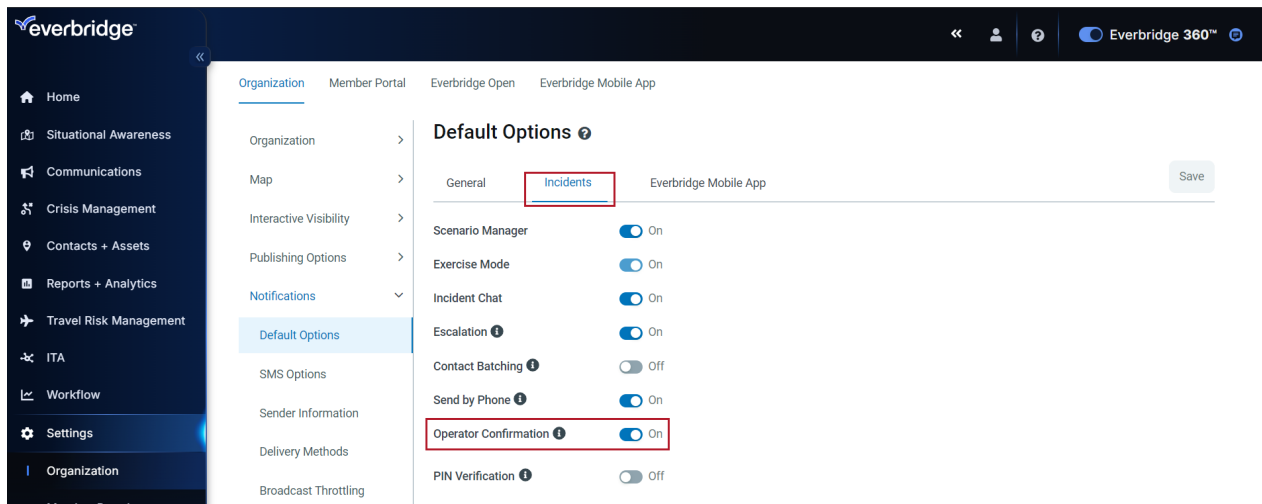 everbridge
Everbridge 360™
Home
Situational Awareness
Communications
Crisis Management
Contacts + Assets
Reports + Analytics
Travel Risk Management
ITA
Workflow
Settings
Organization
Organization Member Portal Everbridge Open Everbridge Mobile App
Organization
Map
Interactive Visibility
Publishing Options
Notifications
Default Options
SMS Options
Sender Information
Delivery Methods
Broadcast Throttling
Default Options
General Incidents Everbridge Mobile App
Save
Scenario Manager On
Exercise Mode On
Incident Chat On
Escalation On
Contact Batching Off
Send by Phone On
Operator Confirmation On
PIN Verification Off